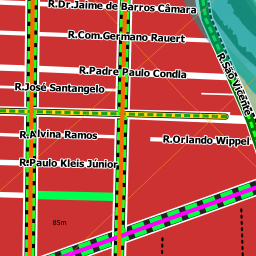 R.Dr.Jaime de Barros Câmara
R.Com.Germano Rauert
R.Padre Paulo Condla
R.José Santangelo
R.São Vicente
R.Alvina Ramos
R.Orlando Wippel
R.Paulo Kleis Júnior
85m